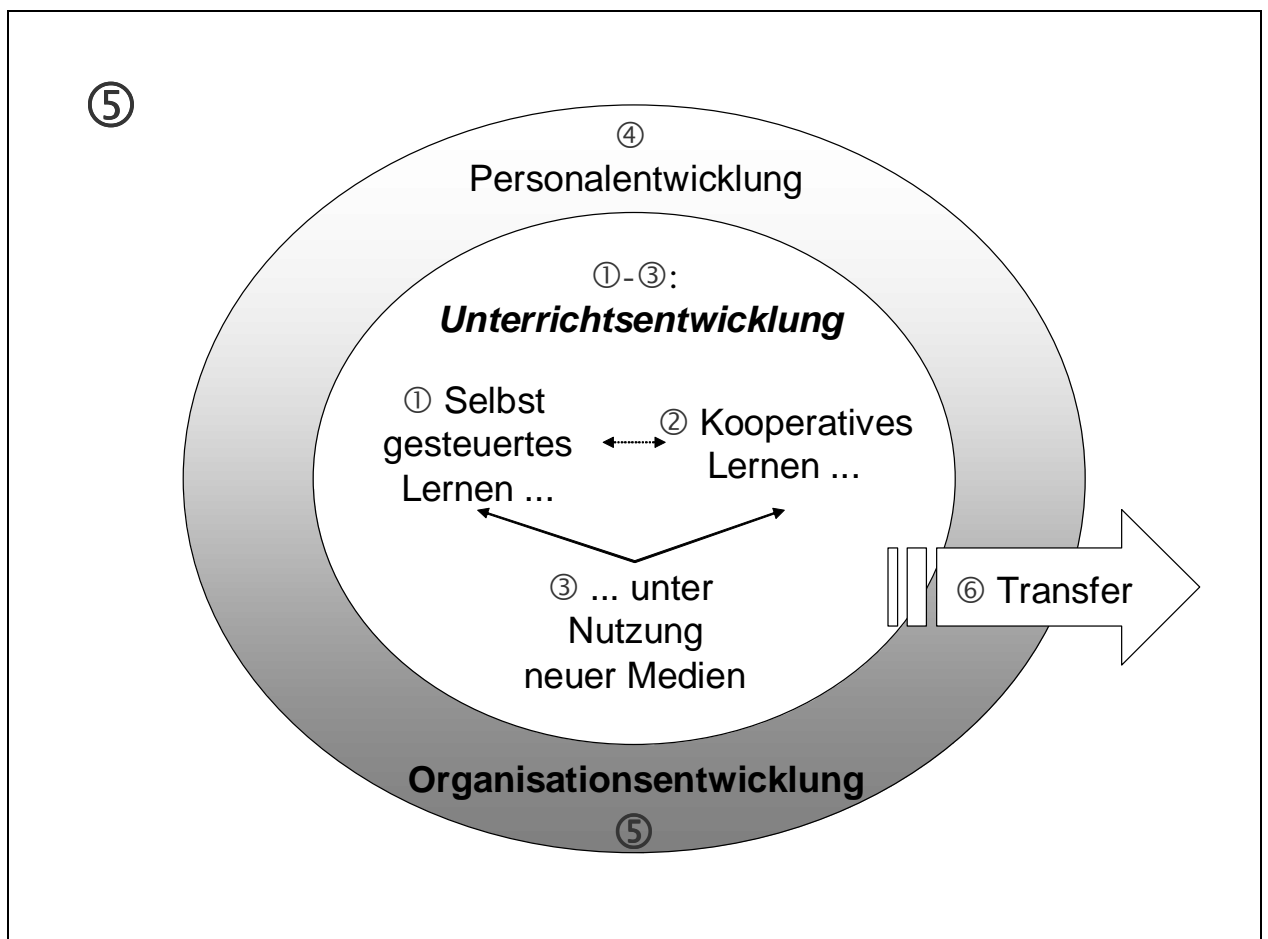 ⑤
④
Personalentwicklung
①-③:
Unterrichtsentwicklung
① Selbst
gesteuertes
Lernen ...
② Kooperatives
Lernen ...
③ ... unter
Nutzung
neuer Medien
⑥ Transfer
Organisationsentwicklung
⑤